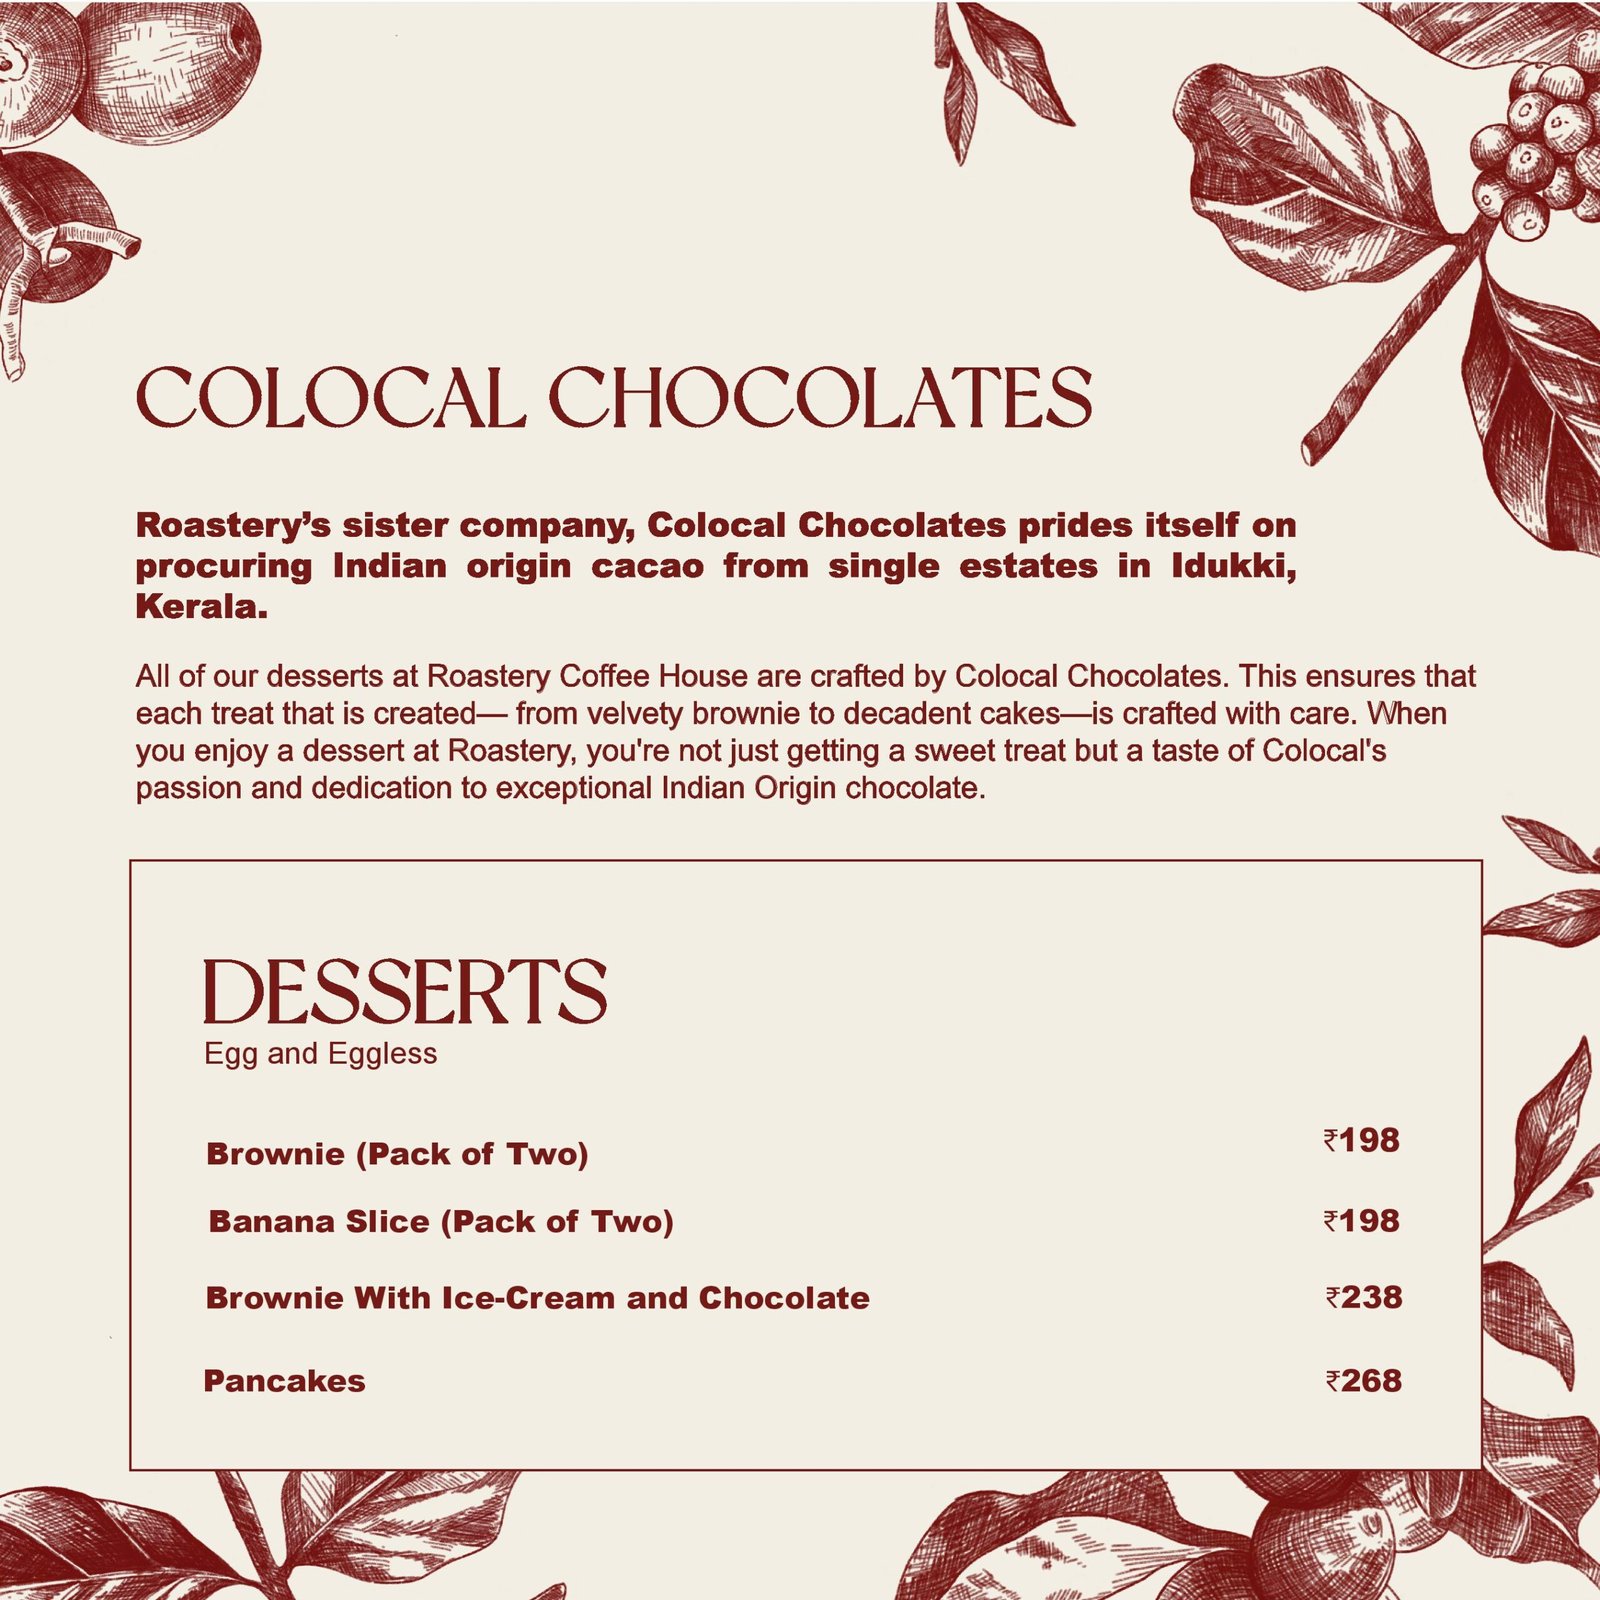 COLOCAL CHOCOLATES
Roastery’s sister company, Colocal Chocolates prides itself on
procuring Indian origin cacao from single estates in Idukki,
Kerala.
All of our desserts at Roastery Coffee House are crafted by Colocal Chocolates. This ensures that
each treat that is created— from velvety brownie to decadent cakes—is crafted with care. When
you enjoy a dessert at Roastery, you're not just getting a sweet treat but a taste of Colocal's
passion and dedication to exceptional Indian Origin chocolate.
DESSERTS
Egg and Eggless
Brownie (Pack of Two) ₹198
Banana Slice (Pack of Two) ₹198
Brownie With Ice-Cream and Chocolate ₹238
Pancakes ₹268